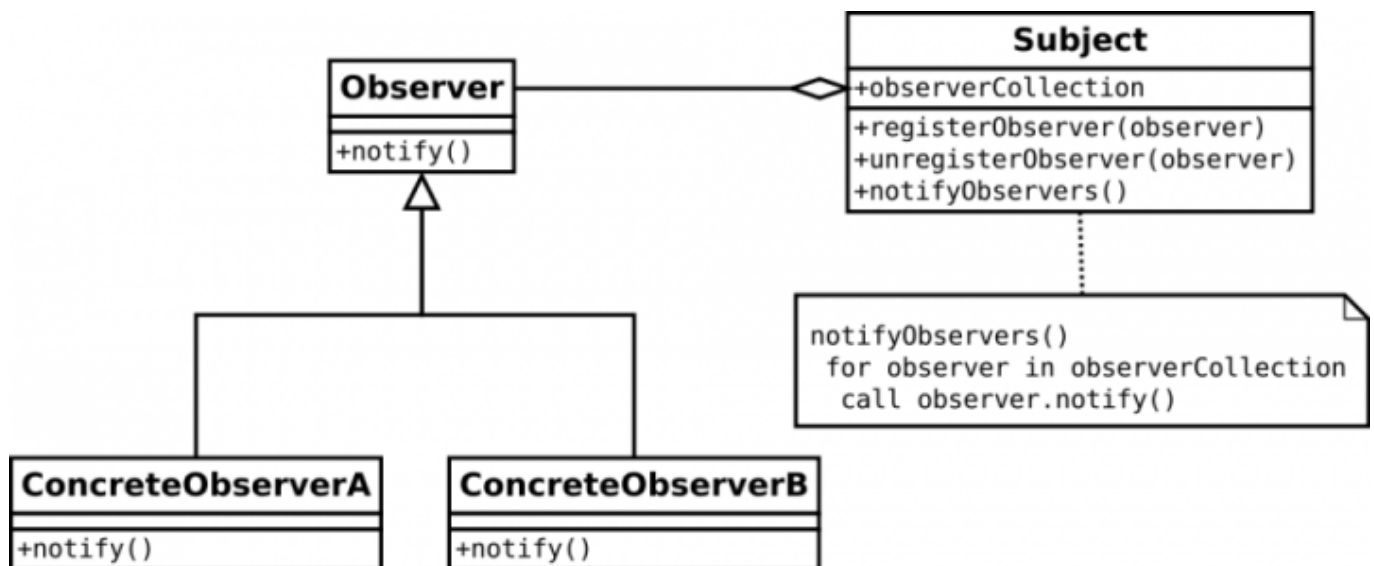 Observer
+notify()
Subject
+observerCollection
+registerObserver(observer)
+unregisterObserver(observer)
+notifyObservers()
notifyObservers()
for observer in observerCollection
call observer.notify()
ConcreteObserverA
+notify()
ConcreteObserverB
+notify()